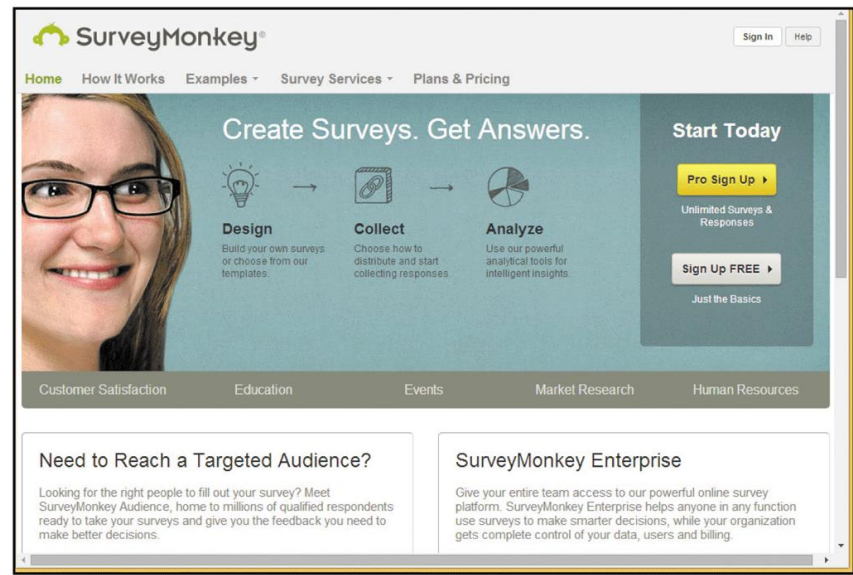 SurveyMonkey®
Sign In
Help
Home How It Works Examples Survey Services Plans & Pricing
Create Surveys. Get Answers.
Design
Build your own surveys
or choose from our
templates.
Collect
Choose how to
distribute and start
collecting responses.
Analyze
Use our powerful
analytical tools for
intelligent insights.
Start Today
Pro Sign Up
Unlimited Surveys &
Responses
Sign Up FREE
Just the Basics
Customer Satisfaction Education Events Market Research Human Resources
Need to Reach a Targeted Audience?
Looking for the right people to fill out your survey? Meet
SurveyMonkey Audience, home to millions of qualified respondents
ready to take your surveys and give you the feedback you need to
make better decisions.
SurveyMonkey Enterprise
Give your entire team access to our powerful online survey
platform. SurveyMonkey Enterprise helps anyone in any function
use surveys to make smarter decisions, while your organization
gets complete control of your data, users and billing.